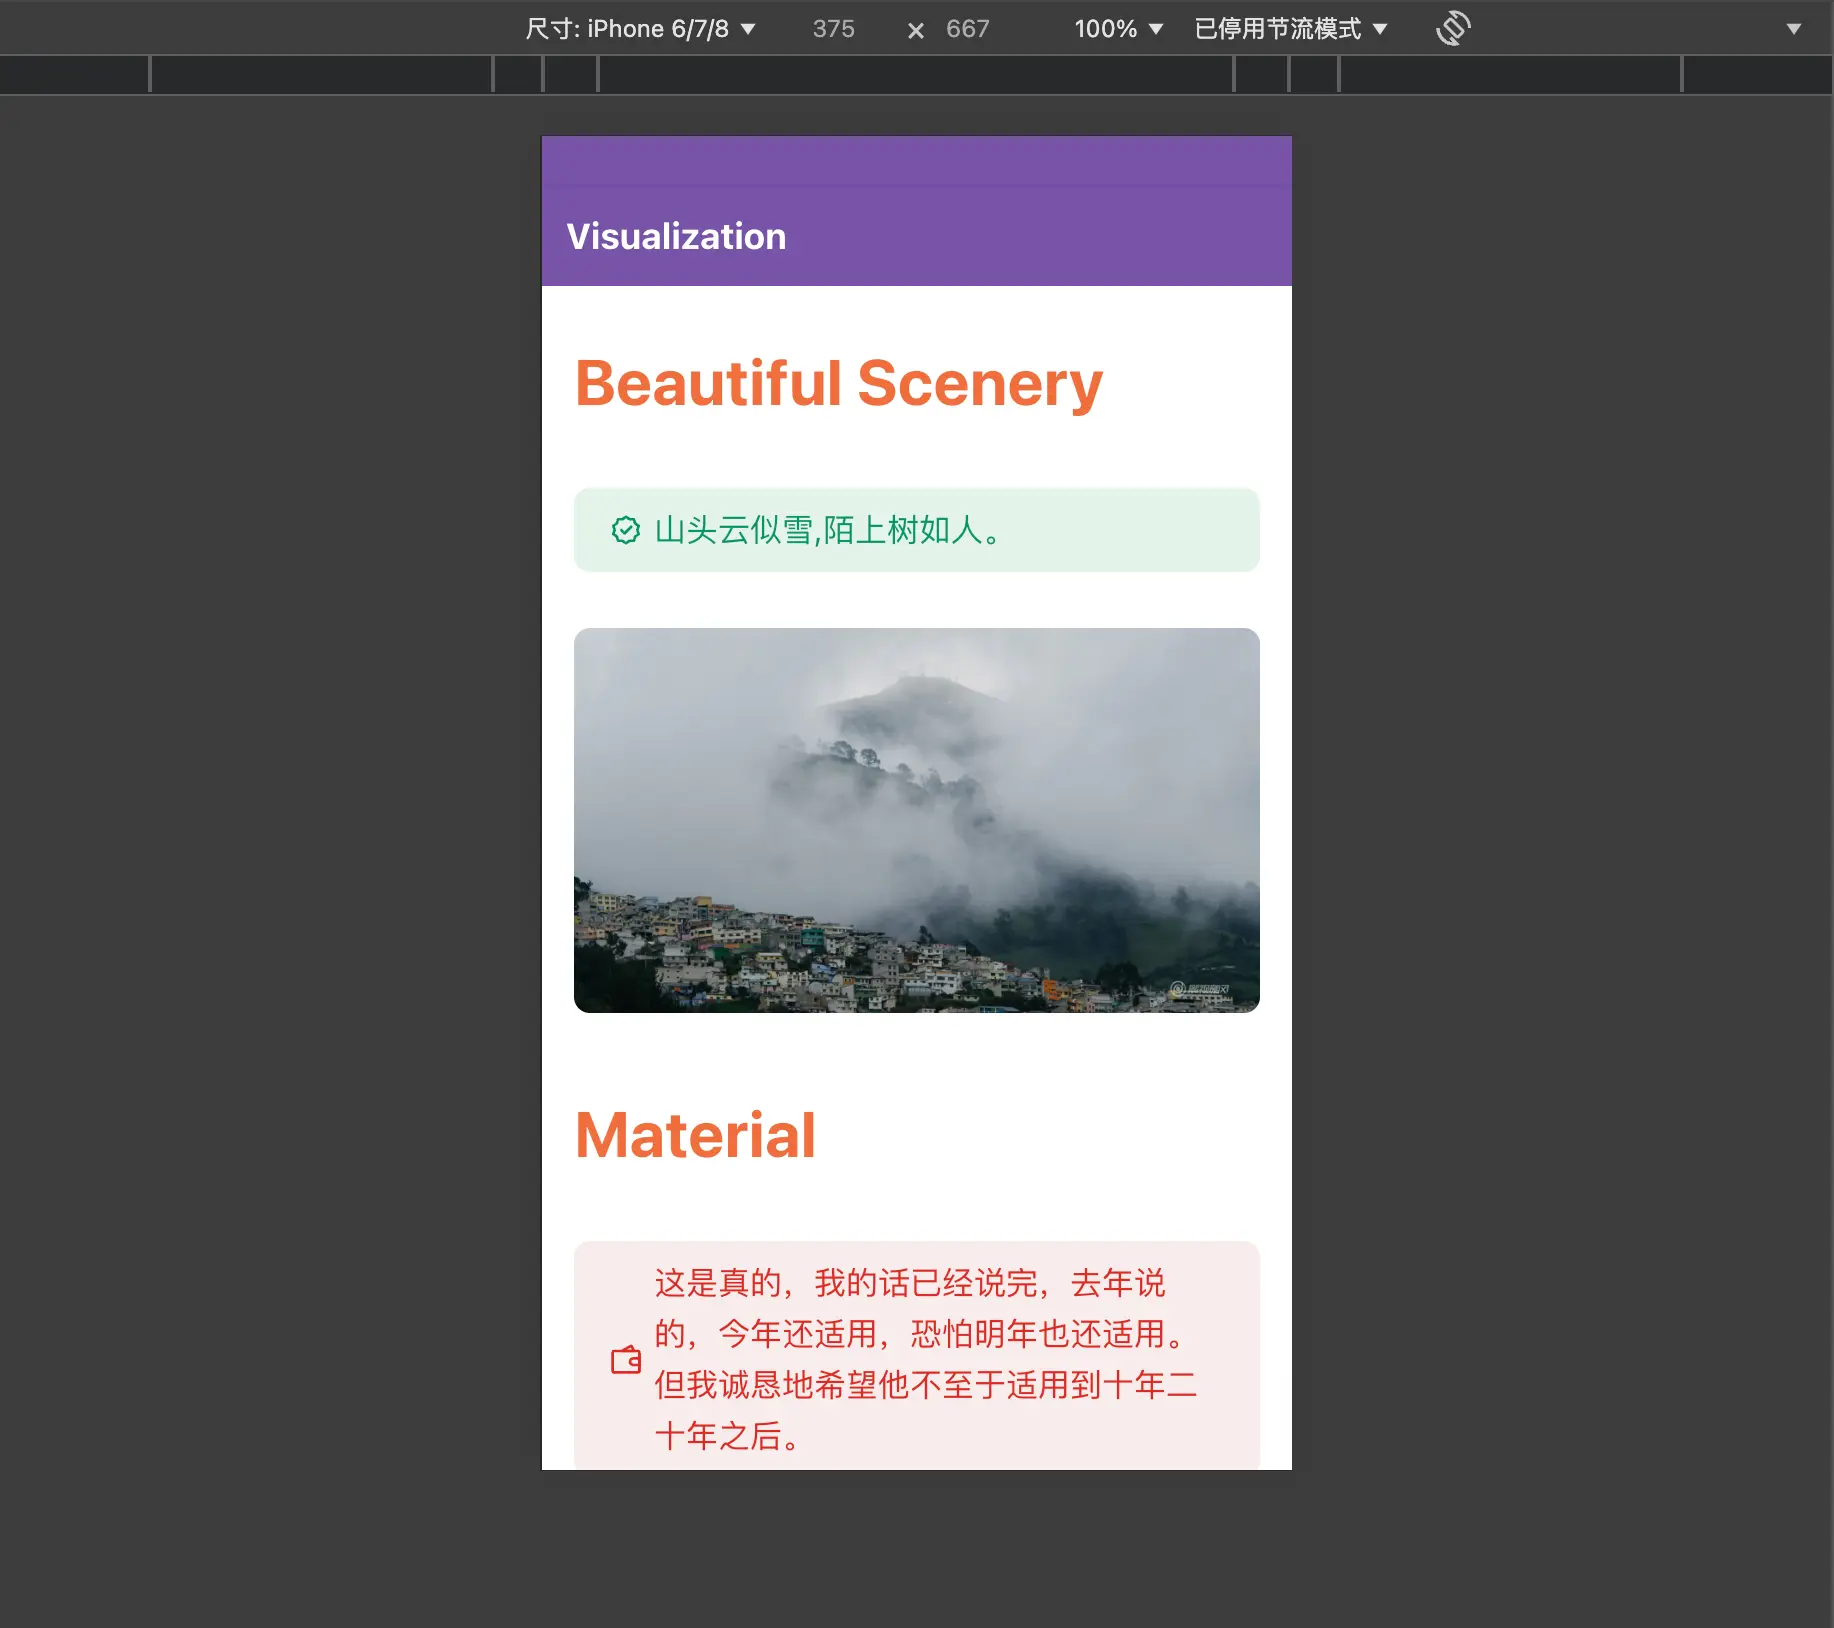 尺寸: iPhone 6/7/8 375 × 667 100% 已停用节流模式
Visualization
Beautiful Scenery
山头云似雪,陌上树如人。
Material
这是真的，我的话已经说完，去年说
的，今年还适用，恐怕明年也还适用。
但我诚恳地希望他不至于适用到十年二
十年之后。